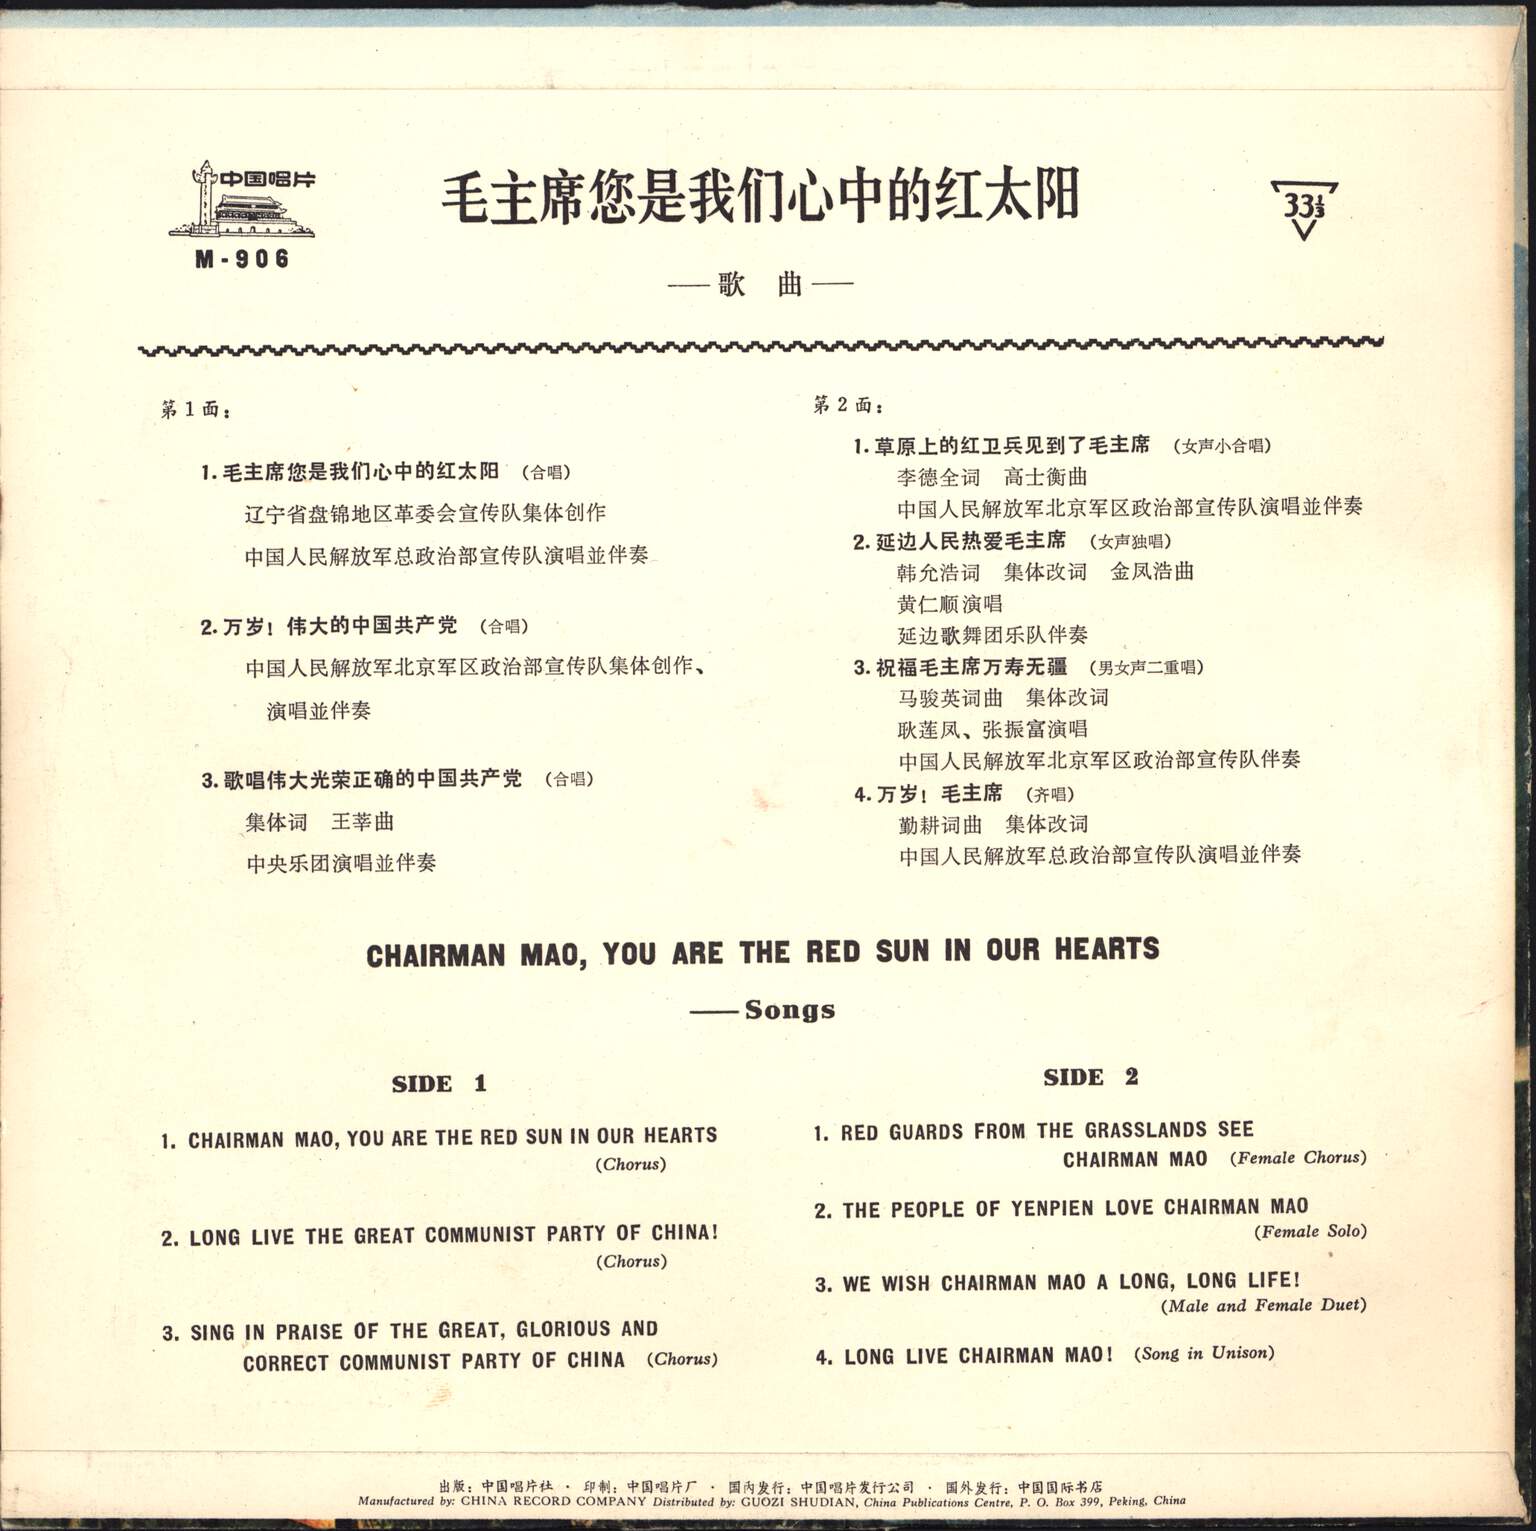 中国唱片
M-906
毛主席您是我们心中的红太阳
33⅓
——歌 曲——
第1面：
1. 毛主席您是我们心中的红太阳 （合唱）
辽宁省盘锦地区革委会宣传队集体创作
中国人民解放军总政治部宣传队演唱並伴奏
2. 万岁！伟大的中国共产党 （合唱）
中国人民解放军北京军区政治部宣传队集体创作、
演唱並伴奏
3. 歌唱伟大光荣正确的中国共产党 （合唱）
集体词 王莘曲
中央乐团演唱並伴奏
第2面：
1. 草原上的红卫兵见到了毛主席 （女声小合唱）
李德全词 高士衡曲
中国人民解放军北京军区政治部宣传队演唱並伴奏
2. 延边人民热爱毛主席 （女声独唱）
韩允浩词 集体改词 金凤浩曲
黄仁顺演唱
延边歌舞团乐队伴奏
3. 祝福毛主席万寿无疆 （男女声二重唱）
马骏英词曲 集体改词
耿莲凤、张振富演唱
中国人民解放军北京军区政治部宣传队伴奏
4. 万岁！毛主席 （齐唱）
勤耕词曲 集体改词
中国人民解放军总政治部宣传队演唱並伴奏
CHAIRMAN MAO, YOU ARE THE RED SUN IN OUR HEARTS
——Songs
SIDE 1
1. CHAIRMAN MAO, YOU ARE THE RED SUN IN OUR HEARTS
(Chorus)
2. LONG LIVE THE GREAT COMMUNIST PARTY OF CHINA!
(Chorus)
3. SING IN PRAISE OF THE GREAT, GLORIOUS AND
CORRECT COMMUNIST PARTY OF CHINA (Chorus)
SIDE 2
1. RED GUARDS FROM THE GRASSLANDS SEE
CHAIRMAN MAO (Female Chorus)
2. THE PEOPLE OF YENPIEN LOVE CHAIRMAN MAO
(Female Solo)
3. WE WISH CHAIRMAN MAO A LONG, LONG LIFE!
(Male and Female Duet)
4. LONG LIVE CHAIRMAN MAO! (Song in Unison)
出版：中国唱片社 · 印制：中国唱片厂 · 国内发行：中国唱片发行公司 · 国外发行：中国国际书店
Manufactured by: CHINA RECORD COMPANY Distributed by: GUOZI SHUDIAN, China Publications Centre, P. O. Box 399, Peking, China